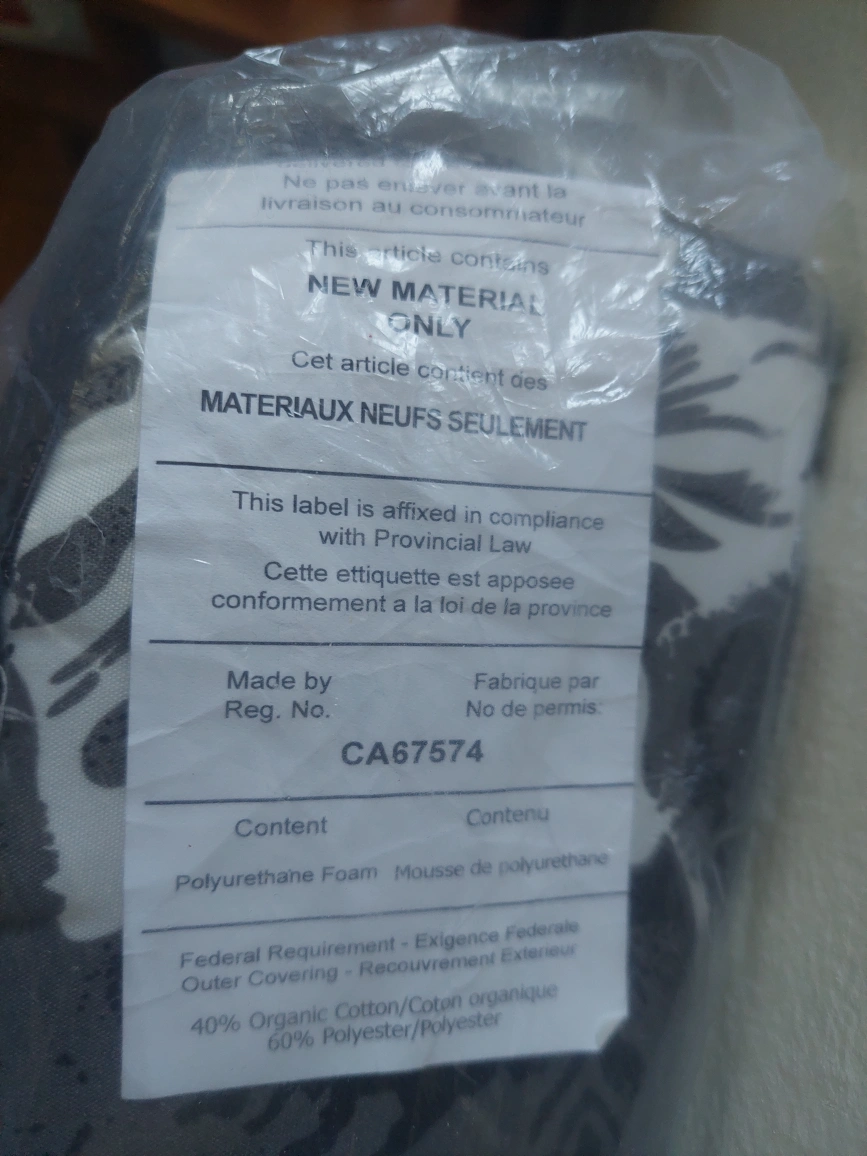 Ne pas enlever avant la
livraison au consommateur
This article contains
NEW MATERIAL
ONLY
Cet article contient des
MATERIAUX NEUFS SEULEMENT
This label is affixed in compliance
with Provincial Law
Cette ettiquette est apposee
conformement a la loi de la province
Made by Fabrique par
Reg. No. No de permis:
CA67574
Content Contenu
Polyurethane Foam Mousse de polyurethane
Federal Requirement - Exigence Federale
Outer Covering - Recouvrement Exterieur
40% Organic Cotton/Coton organique
60% Polyester/Polyester